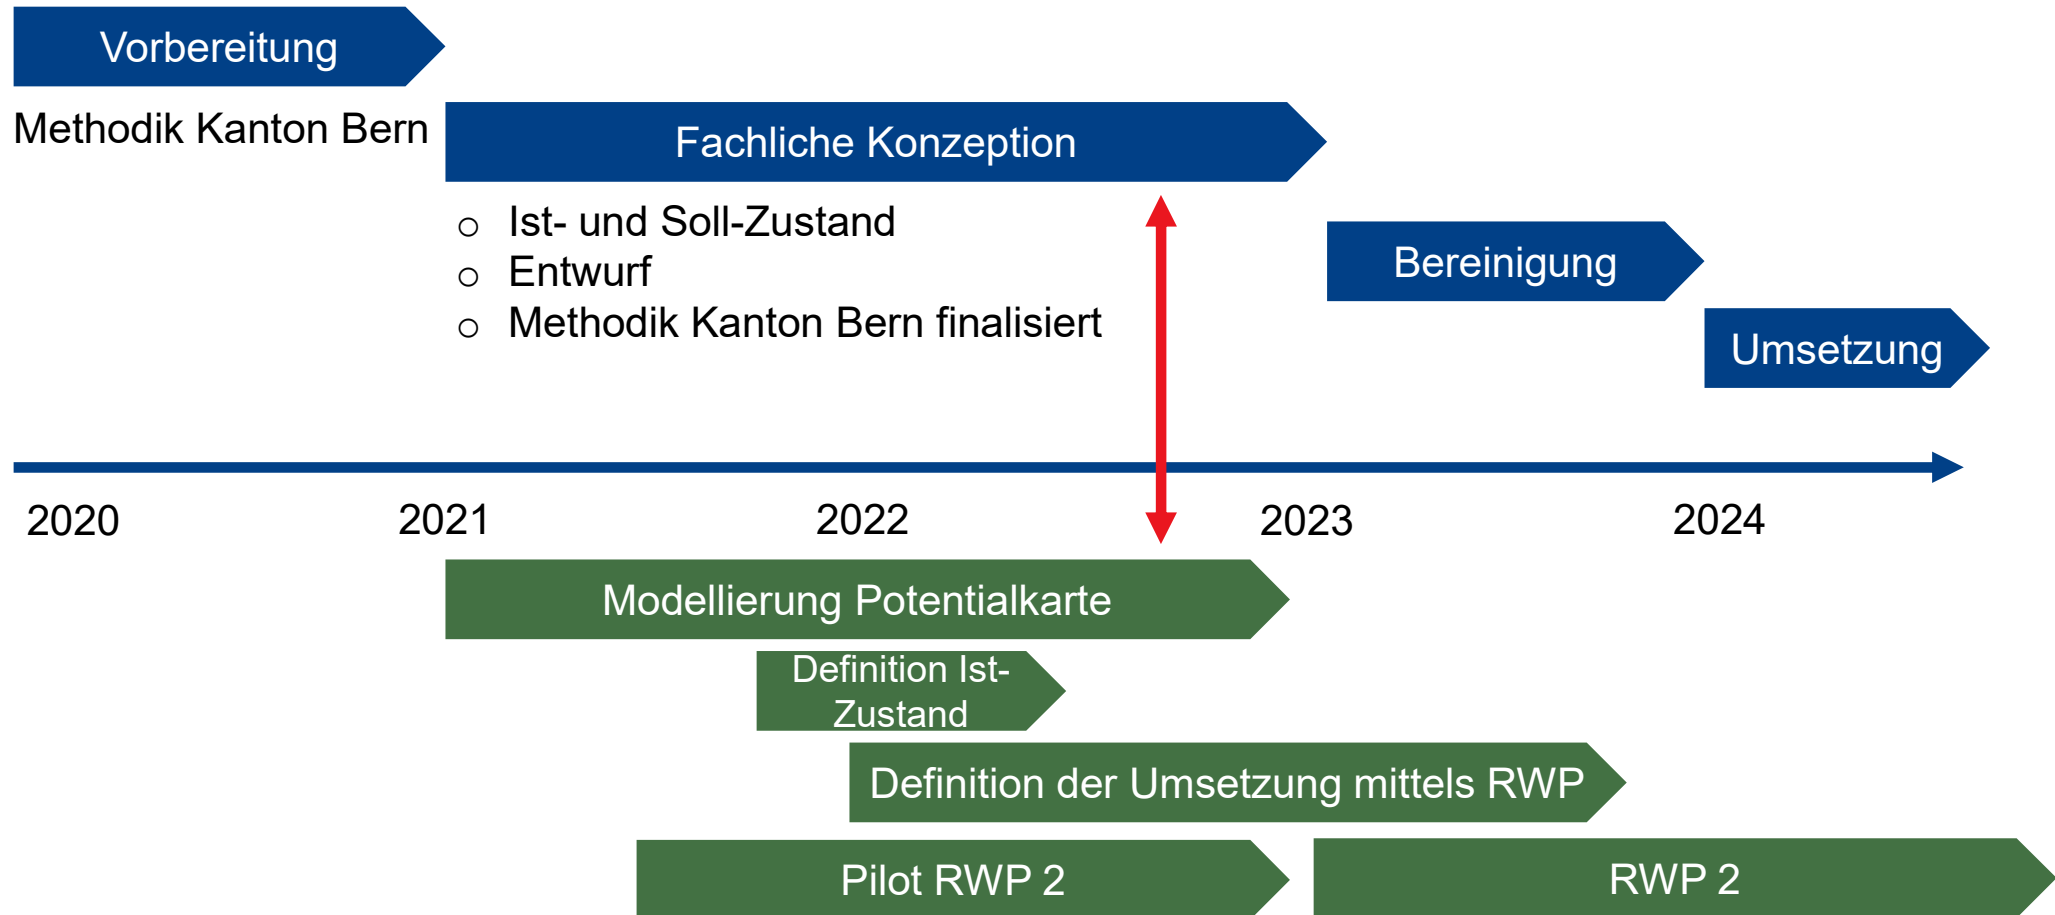 Vorbereitung
Methodik Kanton Bern
Fachliche Konzeption
o Ist- und Soll-Zustand
o Entwurf
o Methodik Kanton Bern finalisiert
Bereinigung
Umsetzung
2020 2021 2022 2023 2024
Modellierung Potentialkarte
Definition Ist-
Zustand
Definition der Umsetzung mittels RWP
Pilot RWP 2
RWP 2